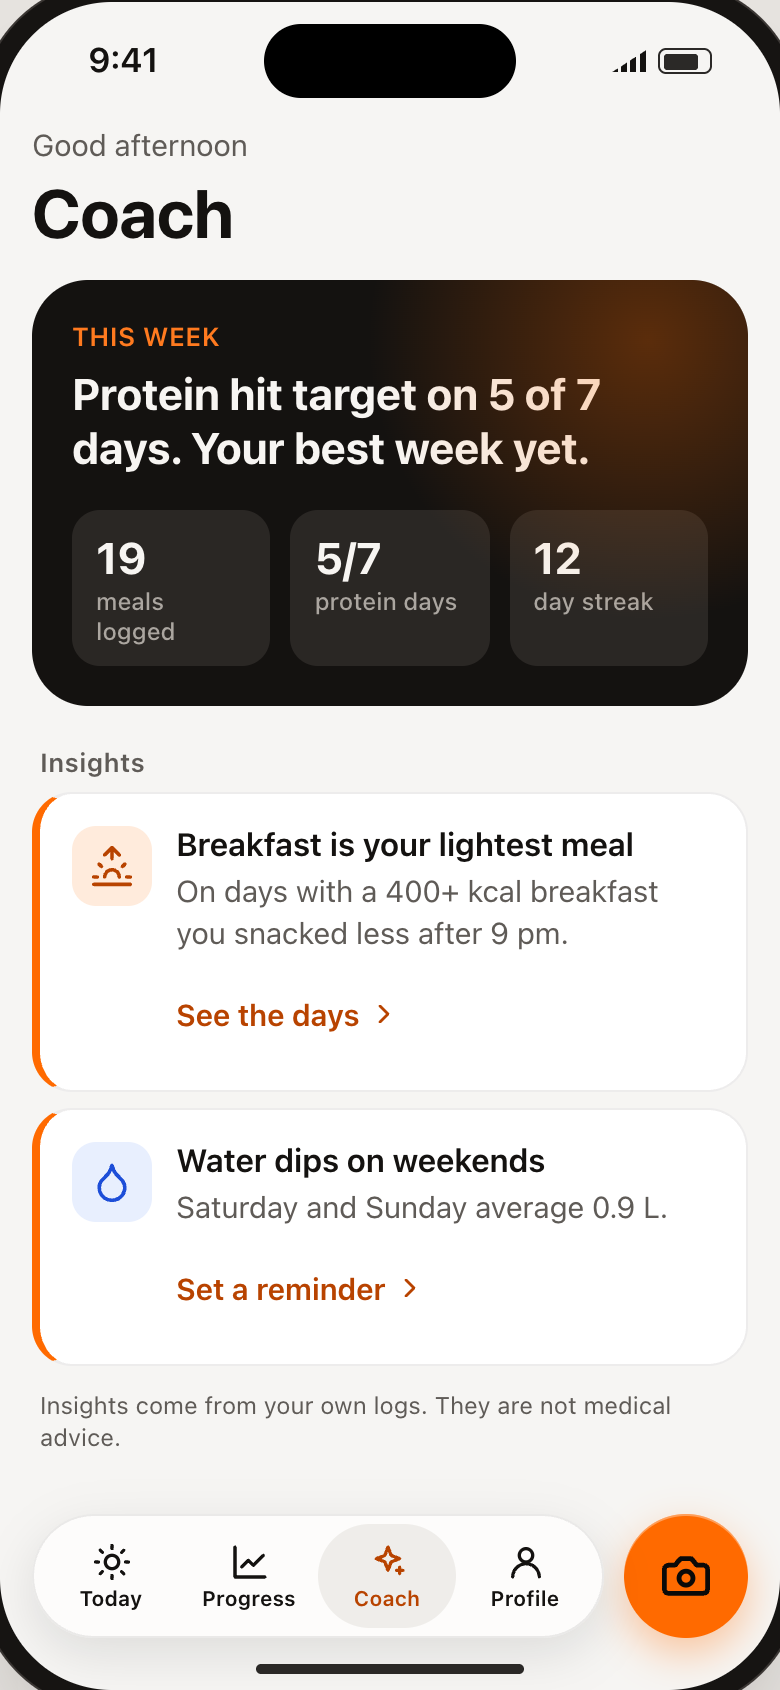 9:41
Good afternoon
Coach
THIS WEEK
Protein hit target on 5 of 7
days. Your best week yet.
19
meals
logged
5/7
protein days
12
day streak
Insights
Breakfast is your lightest meal
On days with a 400+ kcal breakfast
you snacked less after 9 pm.
See the days
Water dips on weekends
Saturday and Sunday average 0.9 L.
Set a reminder
Insights come from your own logs. They are not medical
advice.
Today
Progress
Coach
Profile